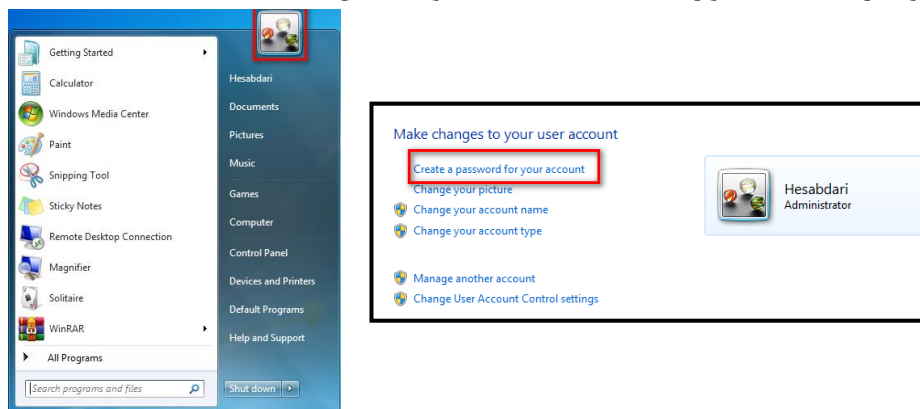 Getting Started
Calculator
Windows Media Center
Paint
Snipping Tool
Sticky Notes
Remote Desktop Connection
Magnifier
Solitaire
WinRAR
All Programs
Search programs and files
Hesabdari
Documents
Pictures
Music
Games
Computer
Control Panel
Devices and Printers
Default Programs
Help and Support
Shut down
Make changes to your user account
Create a password for your account
Change your picture
Change your account name
Change your account type
Manage another account
Change User Account Control settings
Hesabdari
Administrator